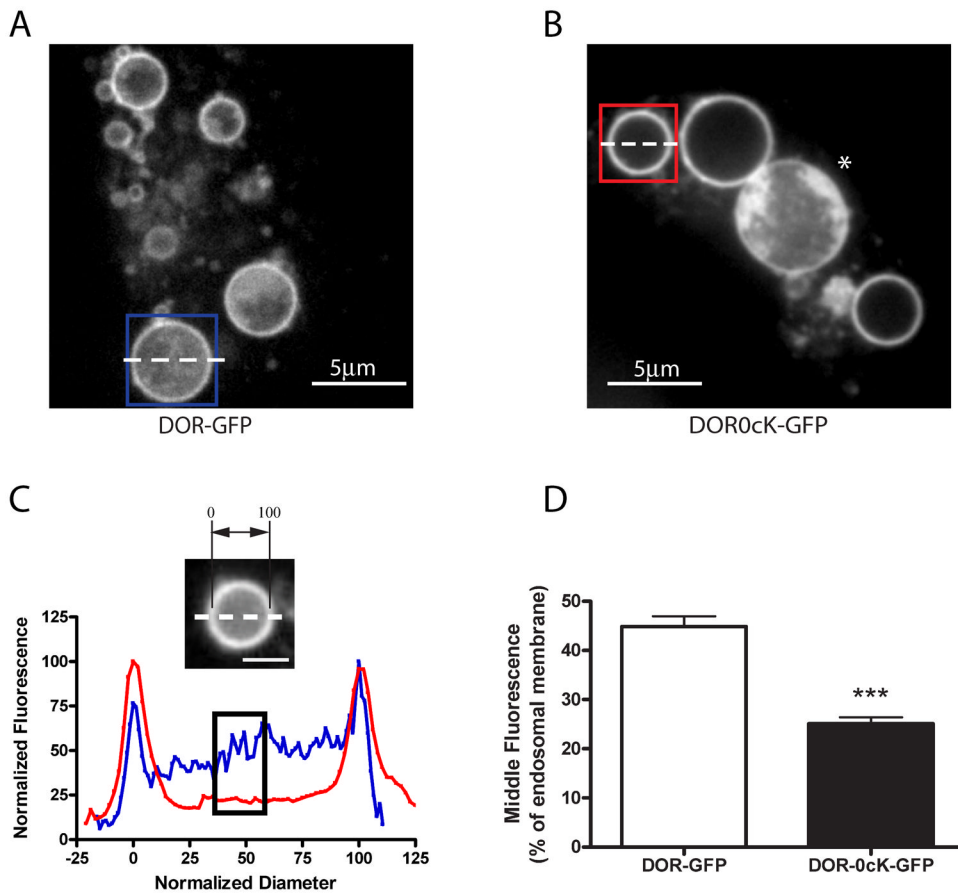 A
B
5μm
5μm
*
DOR-GFP
DOR0cK-GFP
C
D
0 100
Normalized Fluorescence
125
100
75
50
25
0
-25 0 25 50 75 100 125
Normalized Diameter
Middle Fluorescence
(% of endosomal membrane)
50
40
30
20
10
0
***
DOR-GFP DOR-0cK-GFP